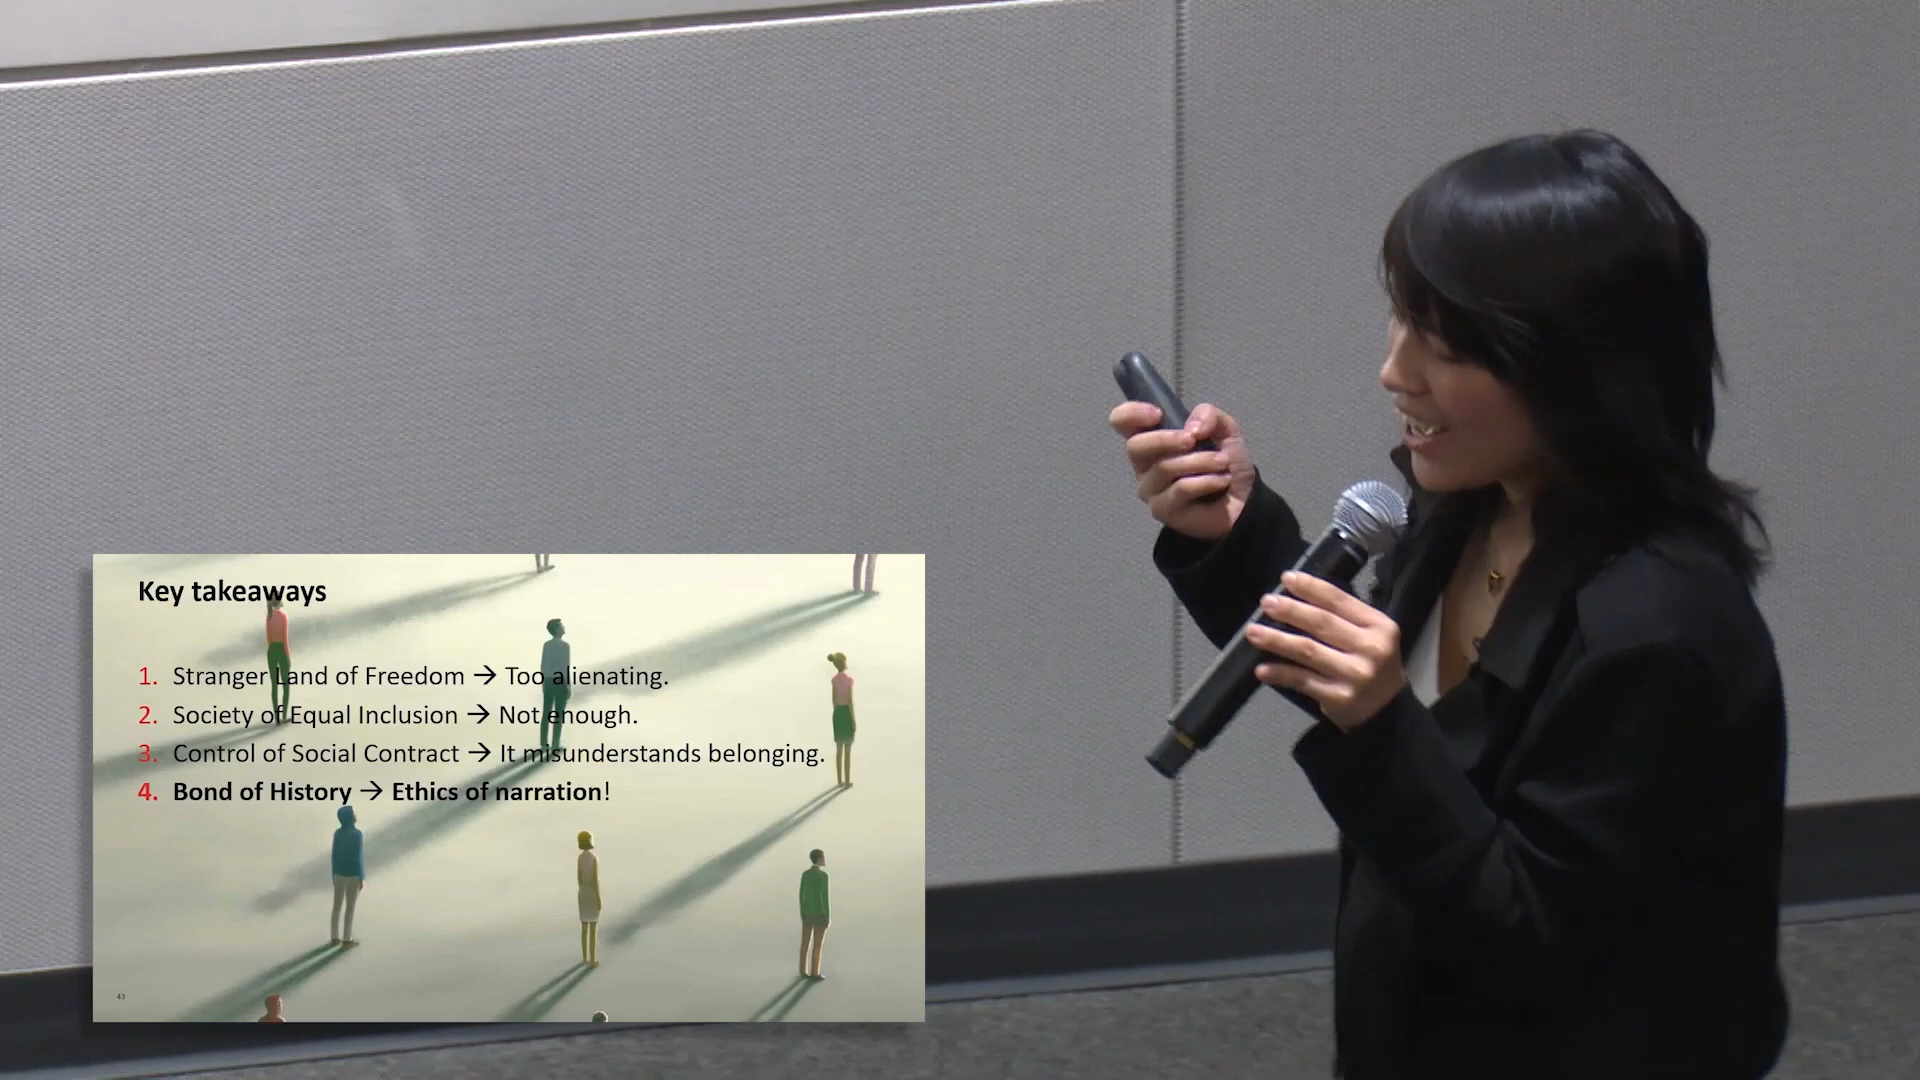 Key takeaways
1. Stranger Land of Freedom → Too alienating.
2. Society of Equal Inclusion → Not enough.
3. Control of Social Contract → It misunderstands belonging.
4. Bond of History → Ethics of narration!
43